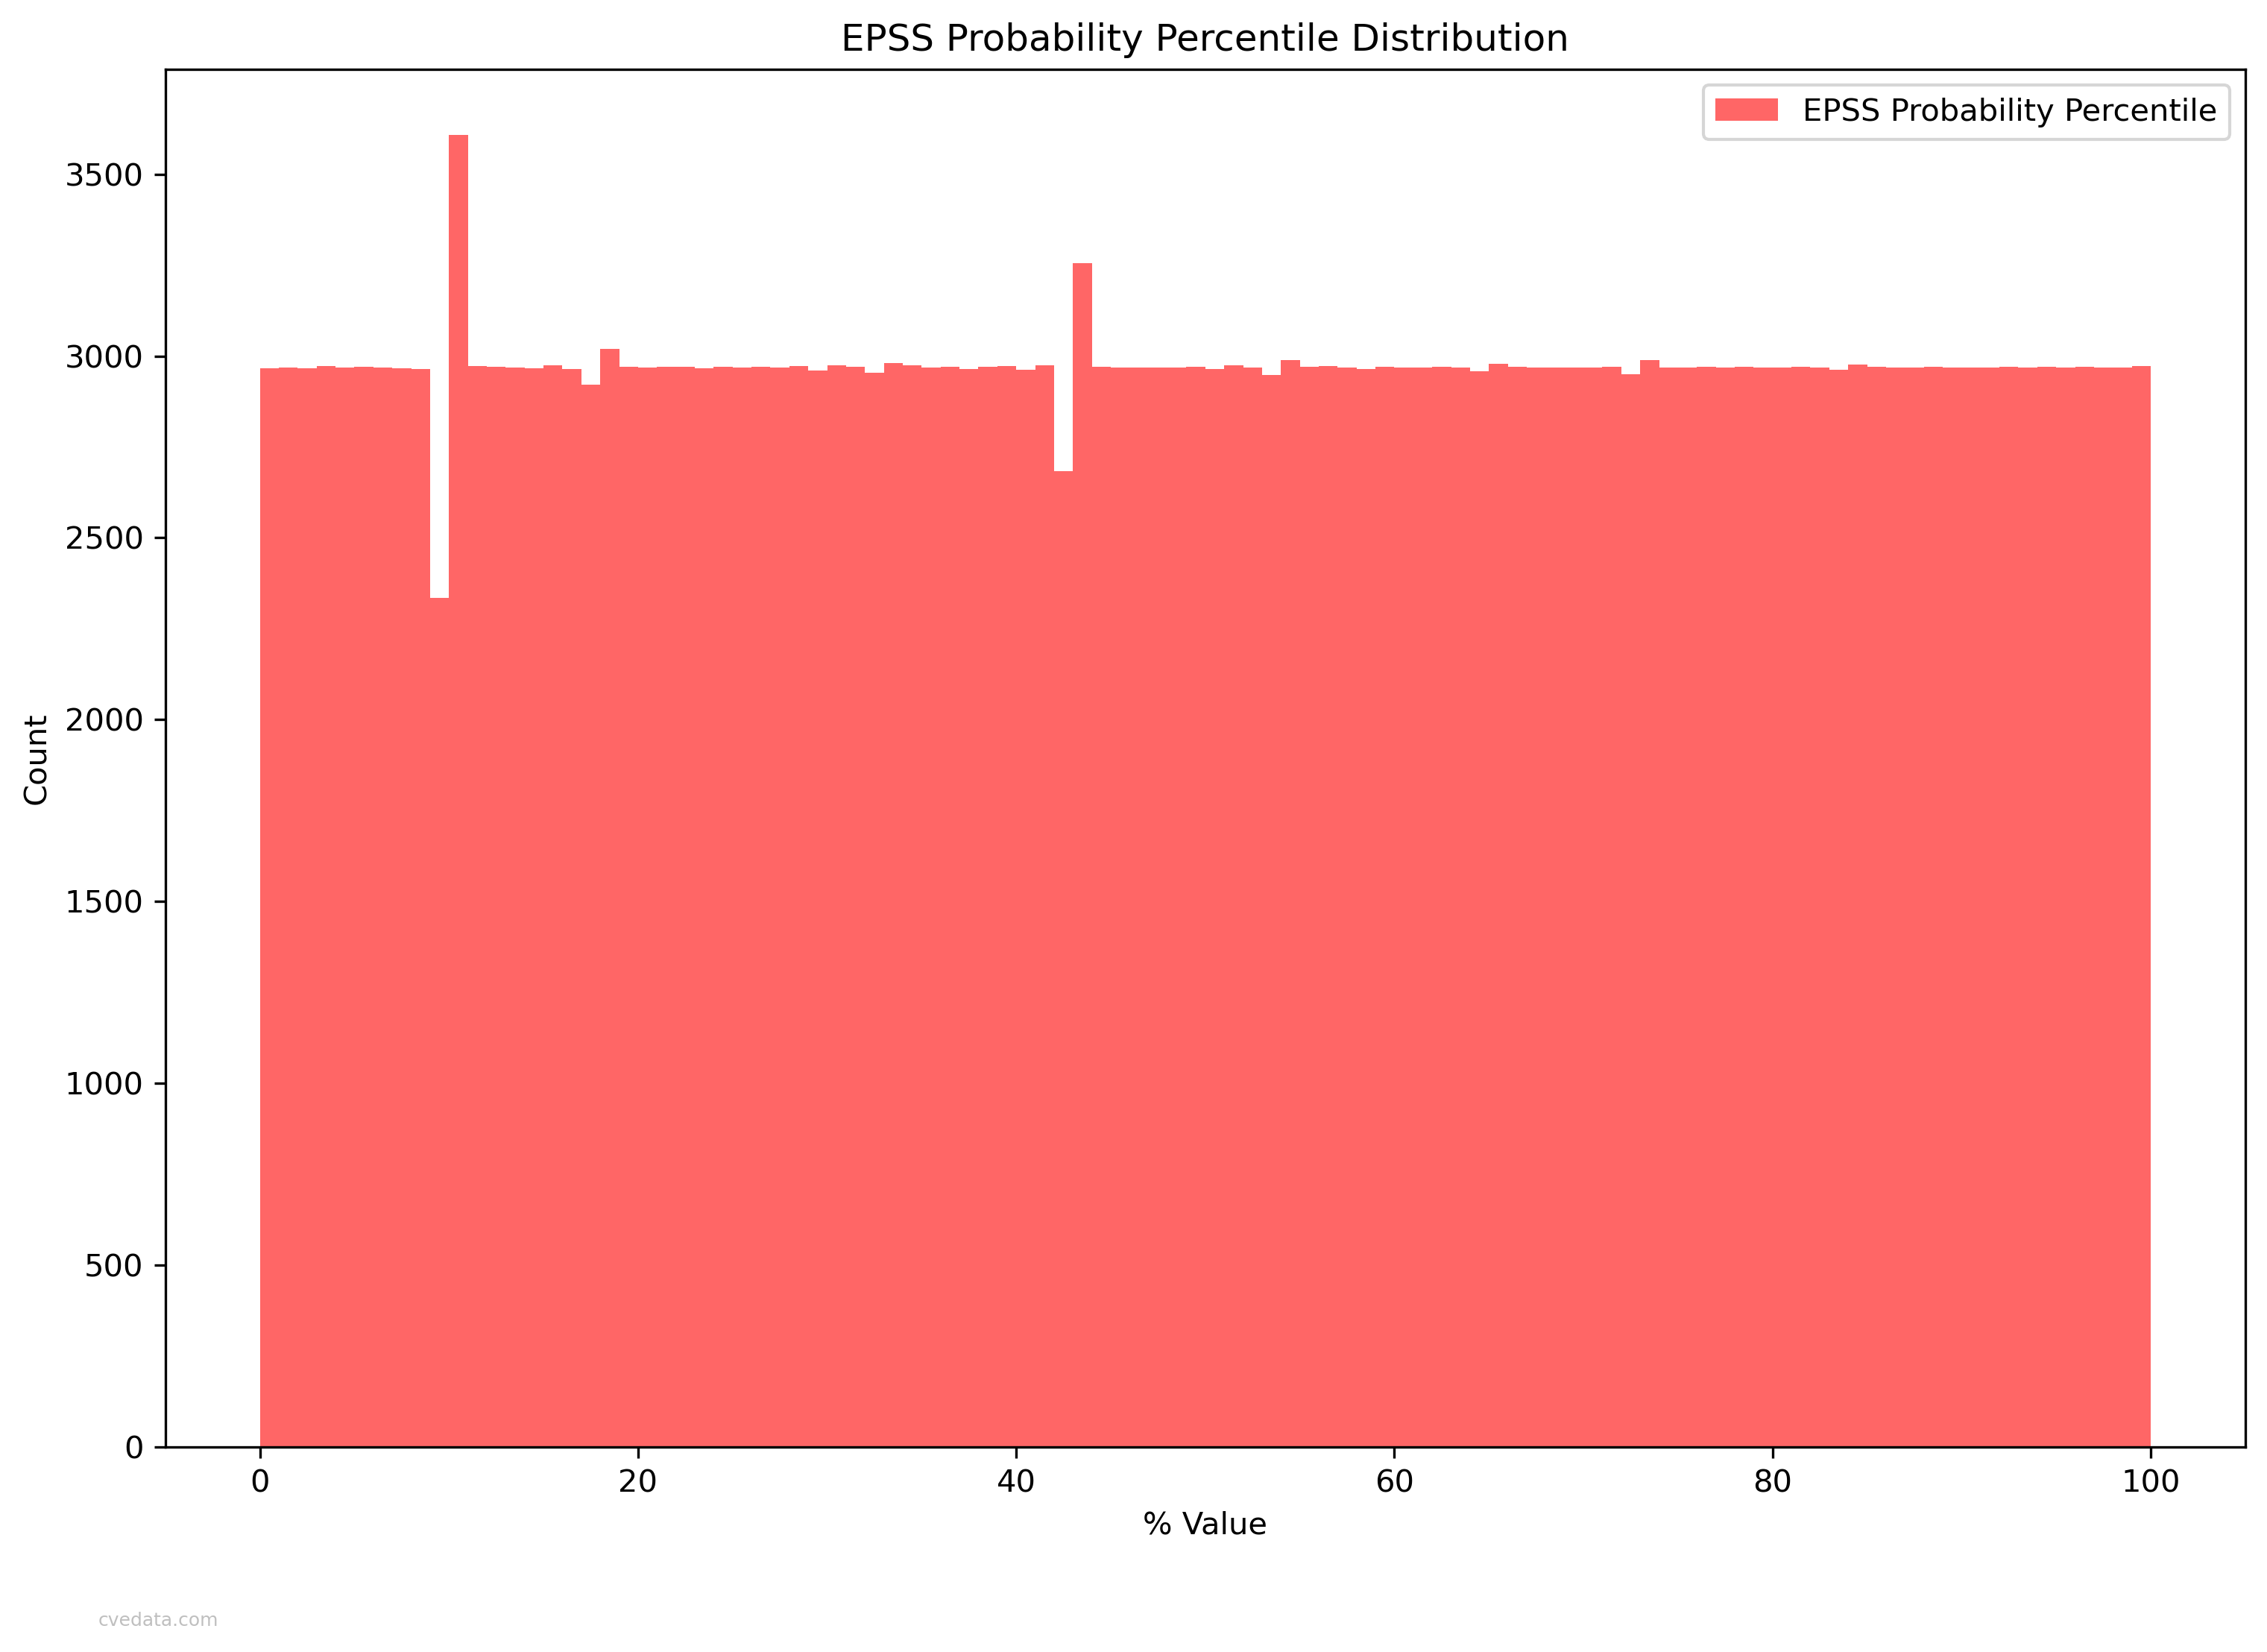 EPSS Probability Percentile Distribution
EPSS Probability Percentile
3500
3000
2500
2000
1500
1000
500
0
Count
0 20 40 60 80 100
% Value
cvedata.com